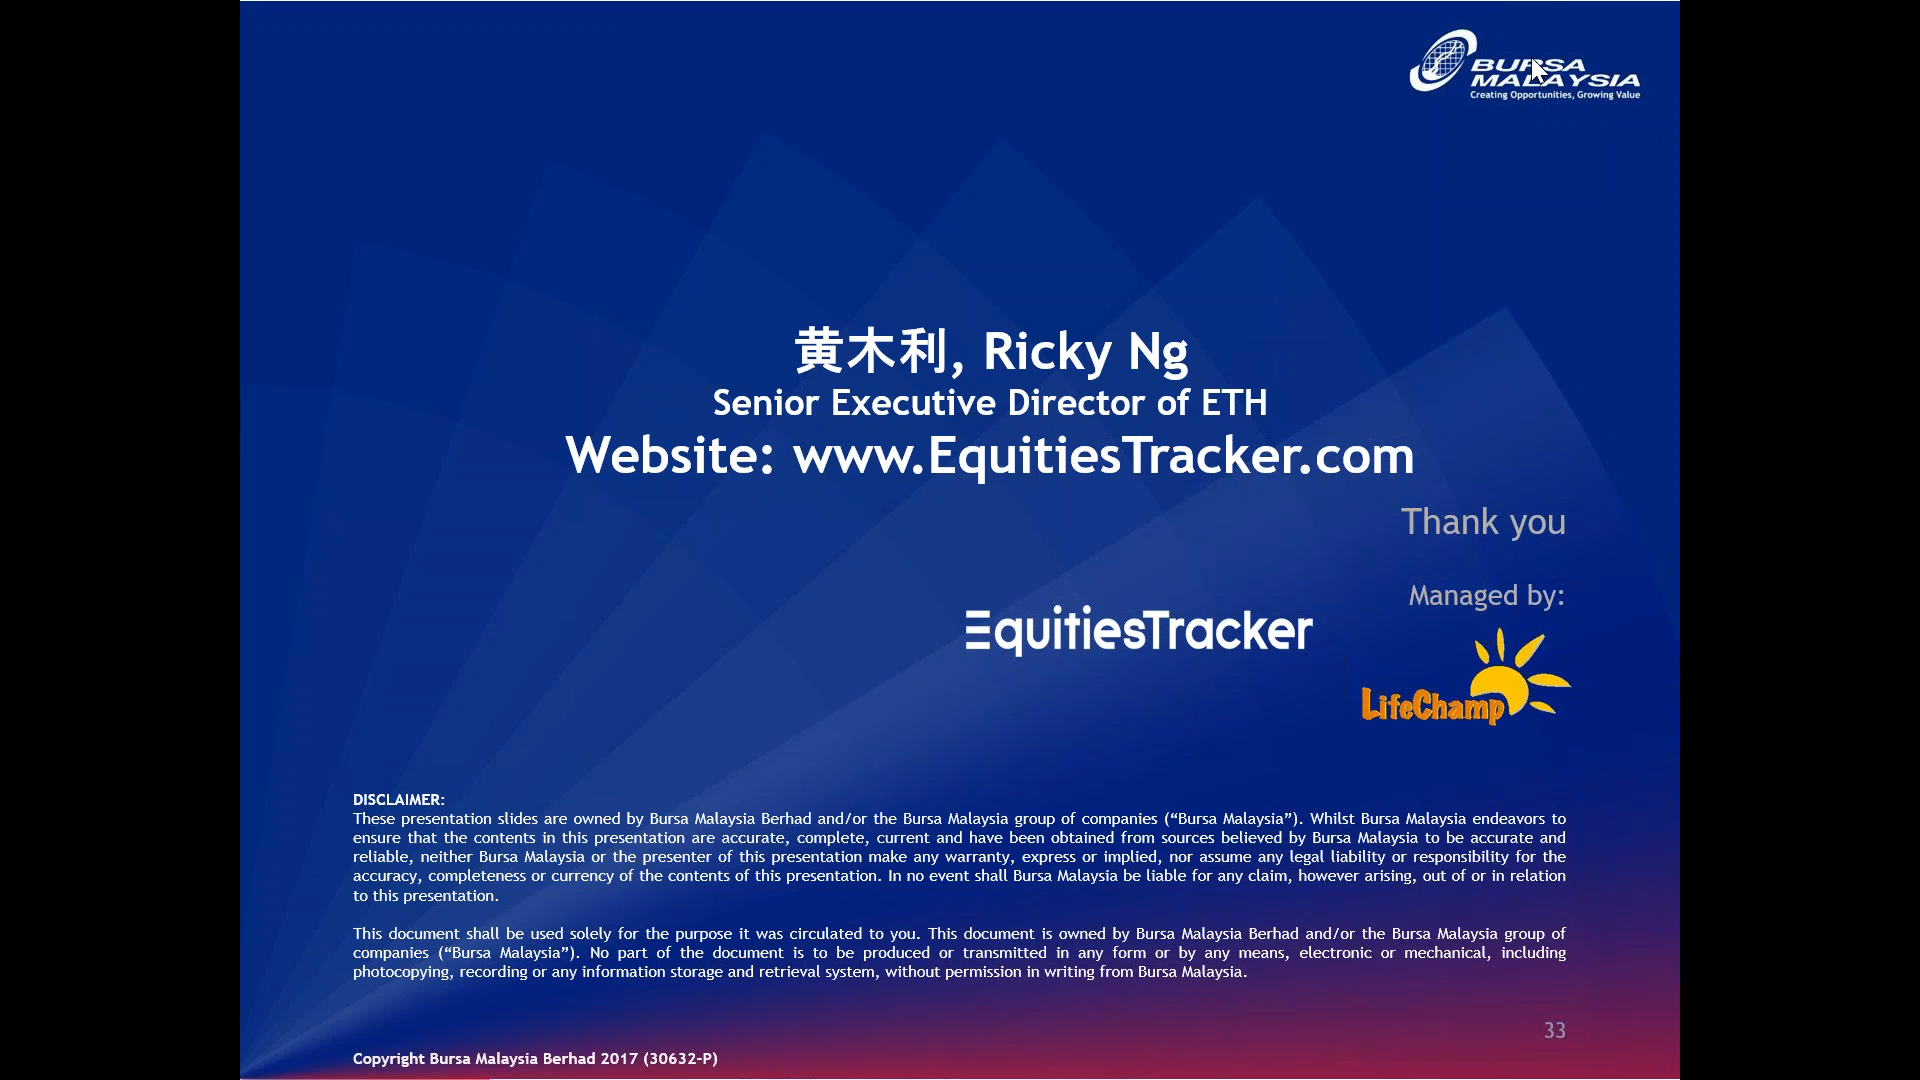 BURSA
MALAYSIA
Creating Opportunities, Growing Value
黄木利, Ricky Ng
Senior Executive Director of ETH
Website: www.EquitiesTracker.com
Thank you
Managed by:
EquitiesTracker
LifeChamp
DISCLAIMER:
These presentation slides are owned by Bursa Malaysia Berhad and/or the Bursa Malaysia group of companies (“Bursa Malaysia”). Whilst Bursa Malaysia endeavors to
ensure that the contents in this presentation are accurate, complete, current and have been obtained from sources believed by Bursa Malaysia to be accurate and
reliable, neither Bursa Malaysia or the presenter of this presentation make any warranty, express or implied, nor assume any legal liability or responsibility for the
accuracy, completeness or currency of the contents of this presentation. In no event shall Bursa Malaysia be liable for any claim, however arising, out of or in relation
to this presentation.
This document shall be used solely for the purpose it was circulated to you. This document is owned by Bursa Malaysia Berhad and/or the Bursa Malaysia group of
companies (“Bursa Malaysia”). No part of the document is to be produced or transmitted in any form or by any means, electronic or mechanical, including
photocopying, recording or any information storage and retrieval system, without permission in writing from Bursa Malaysia.
33
Copyright Bursa Malaysia Berhad 2017 (30632-P)